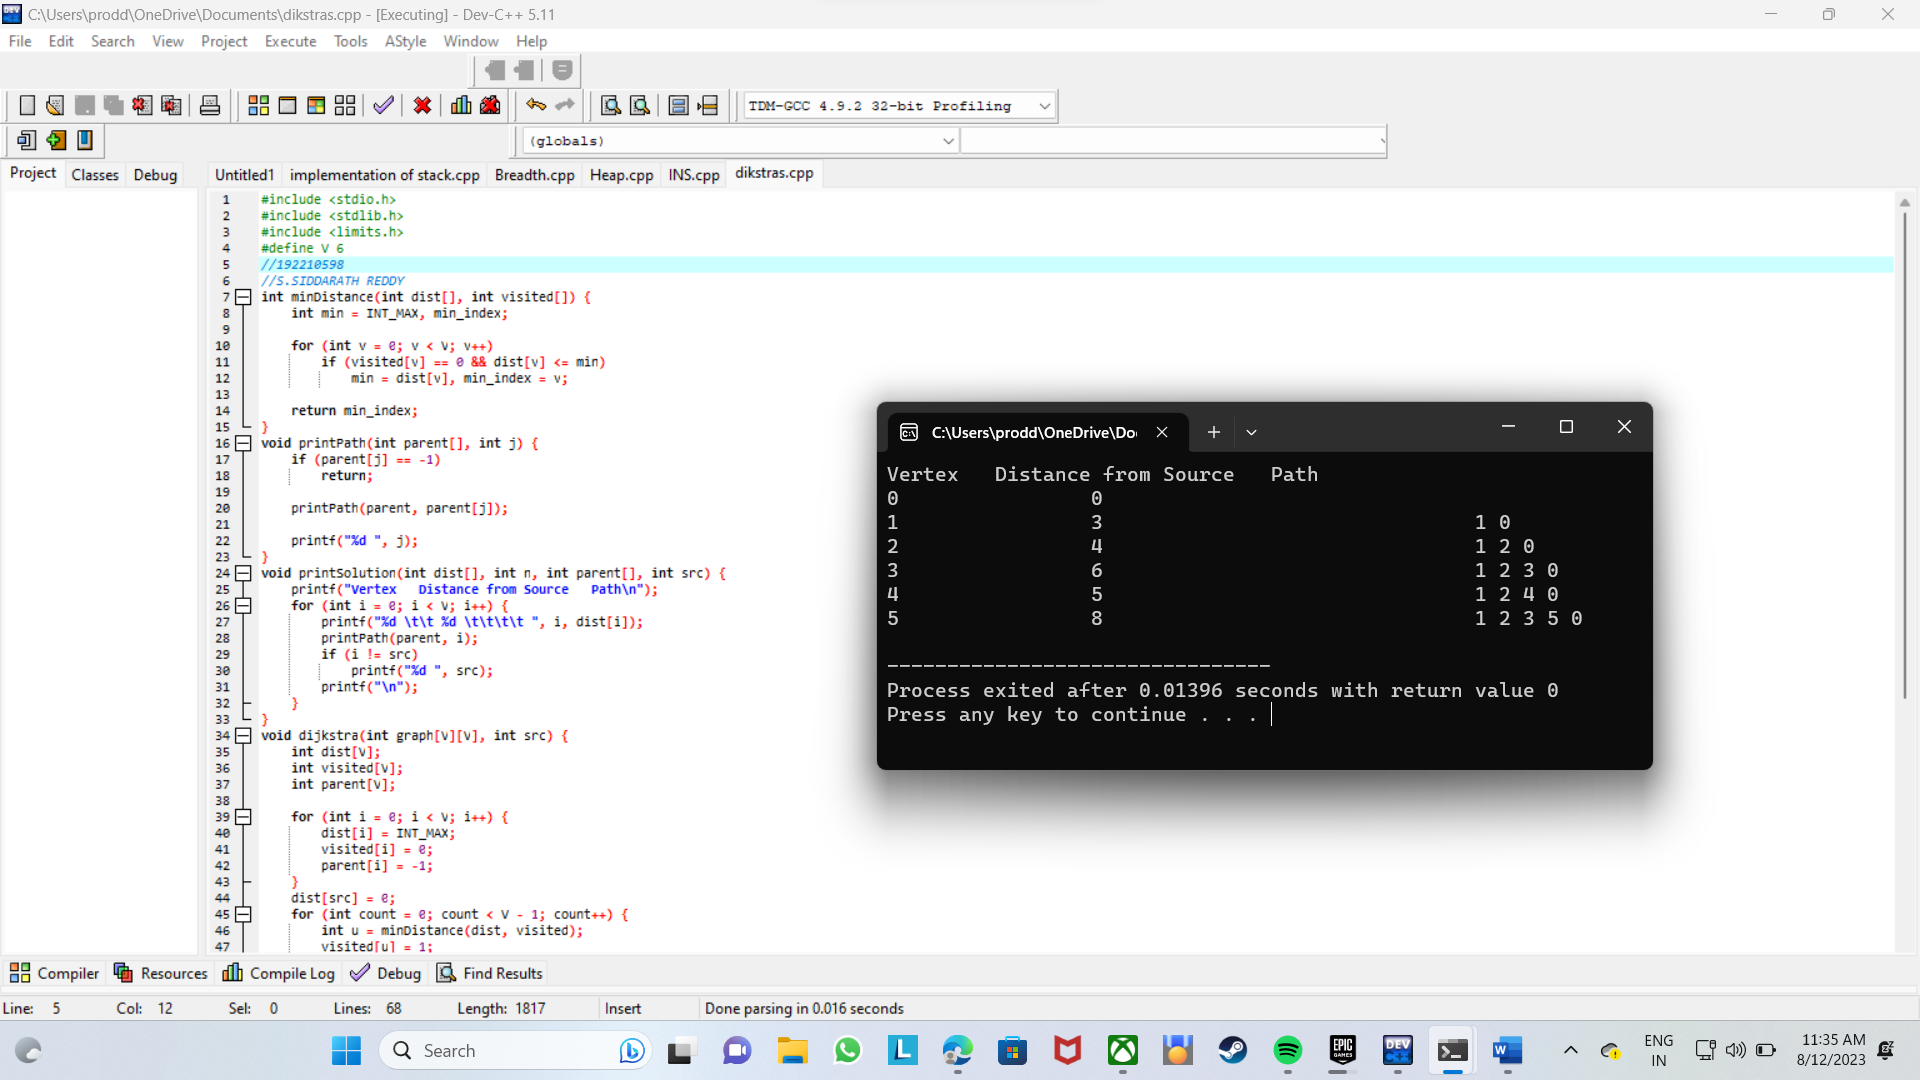 C:\Users\prodd\OneDrive\Documents\dikstras.cpp - [Executing] - Dev-C++ 5.11
File Edit Search View Project Execute Tools AStyle Window Help
TDM-GCC 4.9.2 32-bit Profiling
(globals)
Project Classes Debug
Untitled1 implementation of stack.cpp Breadth.cpp Heap.cpp INS.cpp dikstras.cpp
1 #include <stdio.h>
2 #include <stdlib.h>
3 #include <limits.h>
4 #define V 6
5 //192210598
6 //S.SIDDARATH REDDY
7 int minDistance(int dist[], int visited[]) {
8 int min = INT_MAX, min_index;
9
10 for (int v = 0; v < V; v++)
11 if (visited[v] == 0 && dist[v] <= min)
12 min = dist[v], min_index = v;
13
14 return min_index;
15 }
16 void printPath(int parent[], int j) {
17 if (parent[j] == -1)
18 return;
19
20 printPath(parent, parent[j]);
21
22 printf("%d ", j);
23 }
24 void printSolution(int dist[], int n, int parent[], int src) {
25 printf("Vertex   Distance from Source   Path\n");
26 for (int i = 0; i < V; i++) {
27 printf("%d \t\t %d \t\t\t\t ", i, dist[i]);
28 printPath(parent, i);
29 if (i != src)
30 printf("%d ", src);
31 printf("\n");
32 }
33 }
34 void dijkstra(int graph[V][V], int src) {
35 int dist[V];
36 int visited[V];
37 int parent[V];
38
39 for (int i = 0; i < V; i++) {
40 dist[i] = INT_MAX;
41 visited[i] = 0;
42 parent[i] = -1;
43 }
44 dist[src] = 0;
45 for (int count = 0; count < V - 1; count++) {
46 int u = minDistance(dist, visited);
47 visited[u] = 1;
C:\Users\prodd\OneDrive\Do
Vertex   Distance from Source   Path
0 0
1 3 1 0
2 4 1 2 0
3 6 1 2 3 0
4 5 1 2 4 0
5 8 1 2 3 5 0
--------------------------------
Process exited after 0.01396 seconds with return value 0
Press any key to continue . . .
Compiler Resources Compile Log Debug Find Results
Line: 5 Col: 12 Sel: 0 Lines: 68 Length: 1817 Insert Done parsing in 0.016 seconds
Search
ENG
IN
11:35 AM
8/12/2023